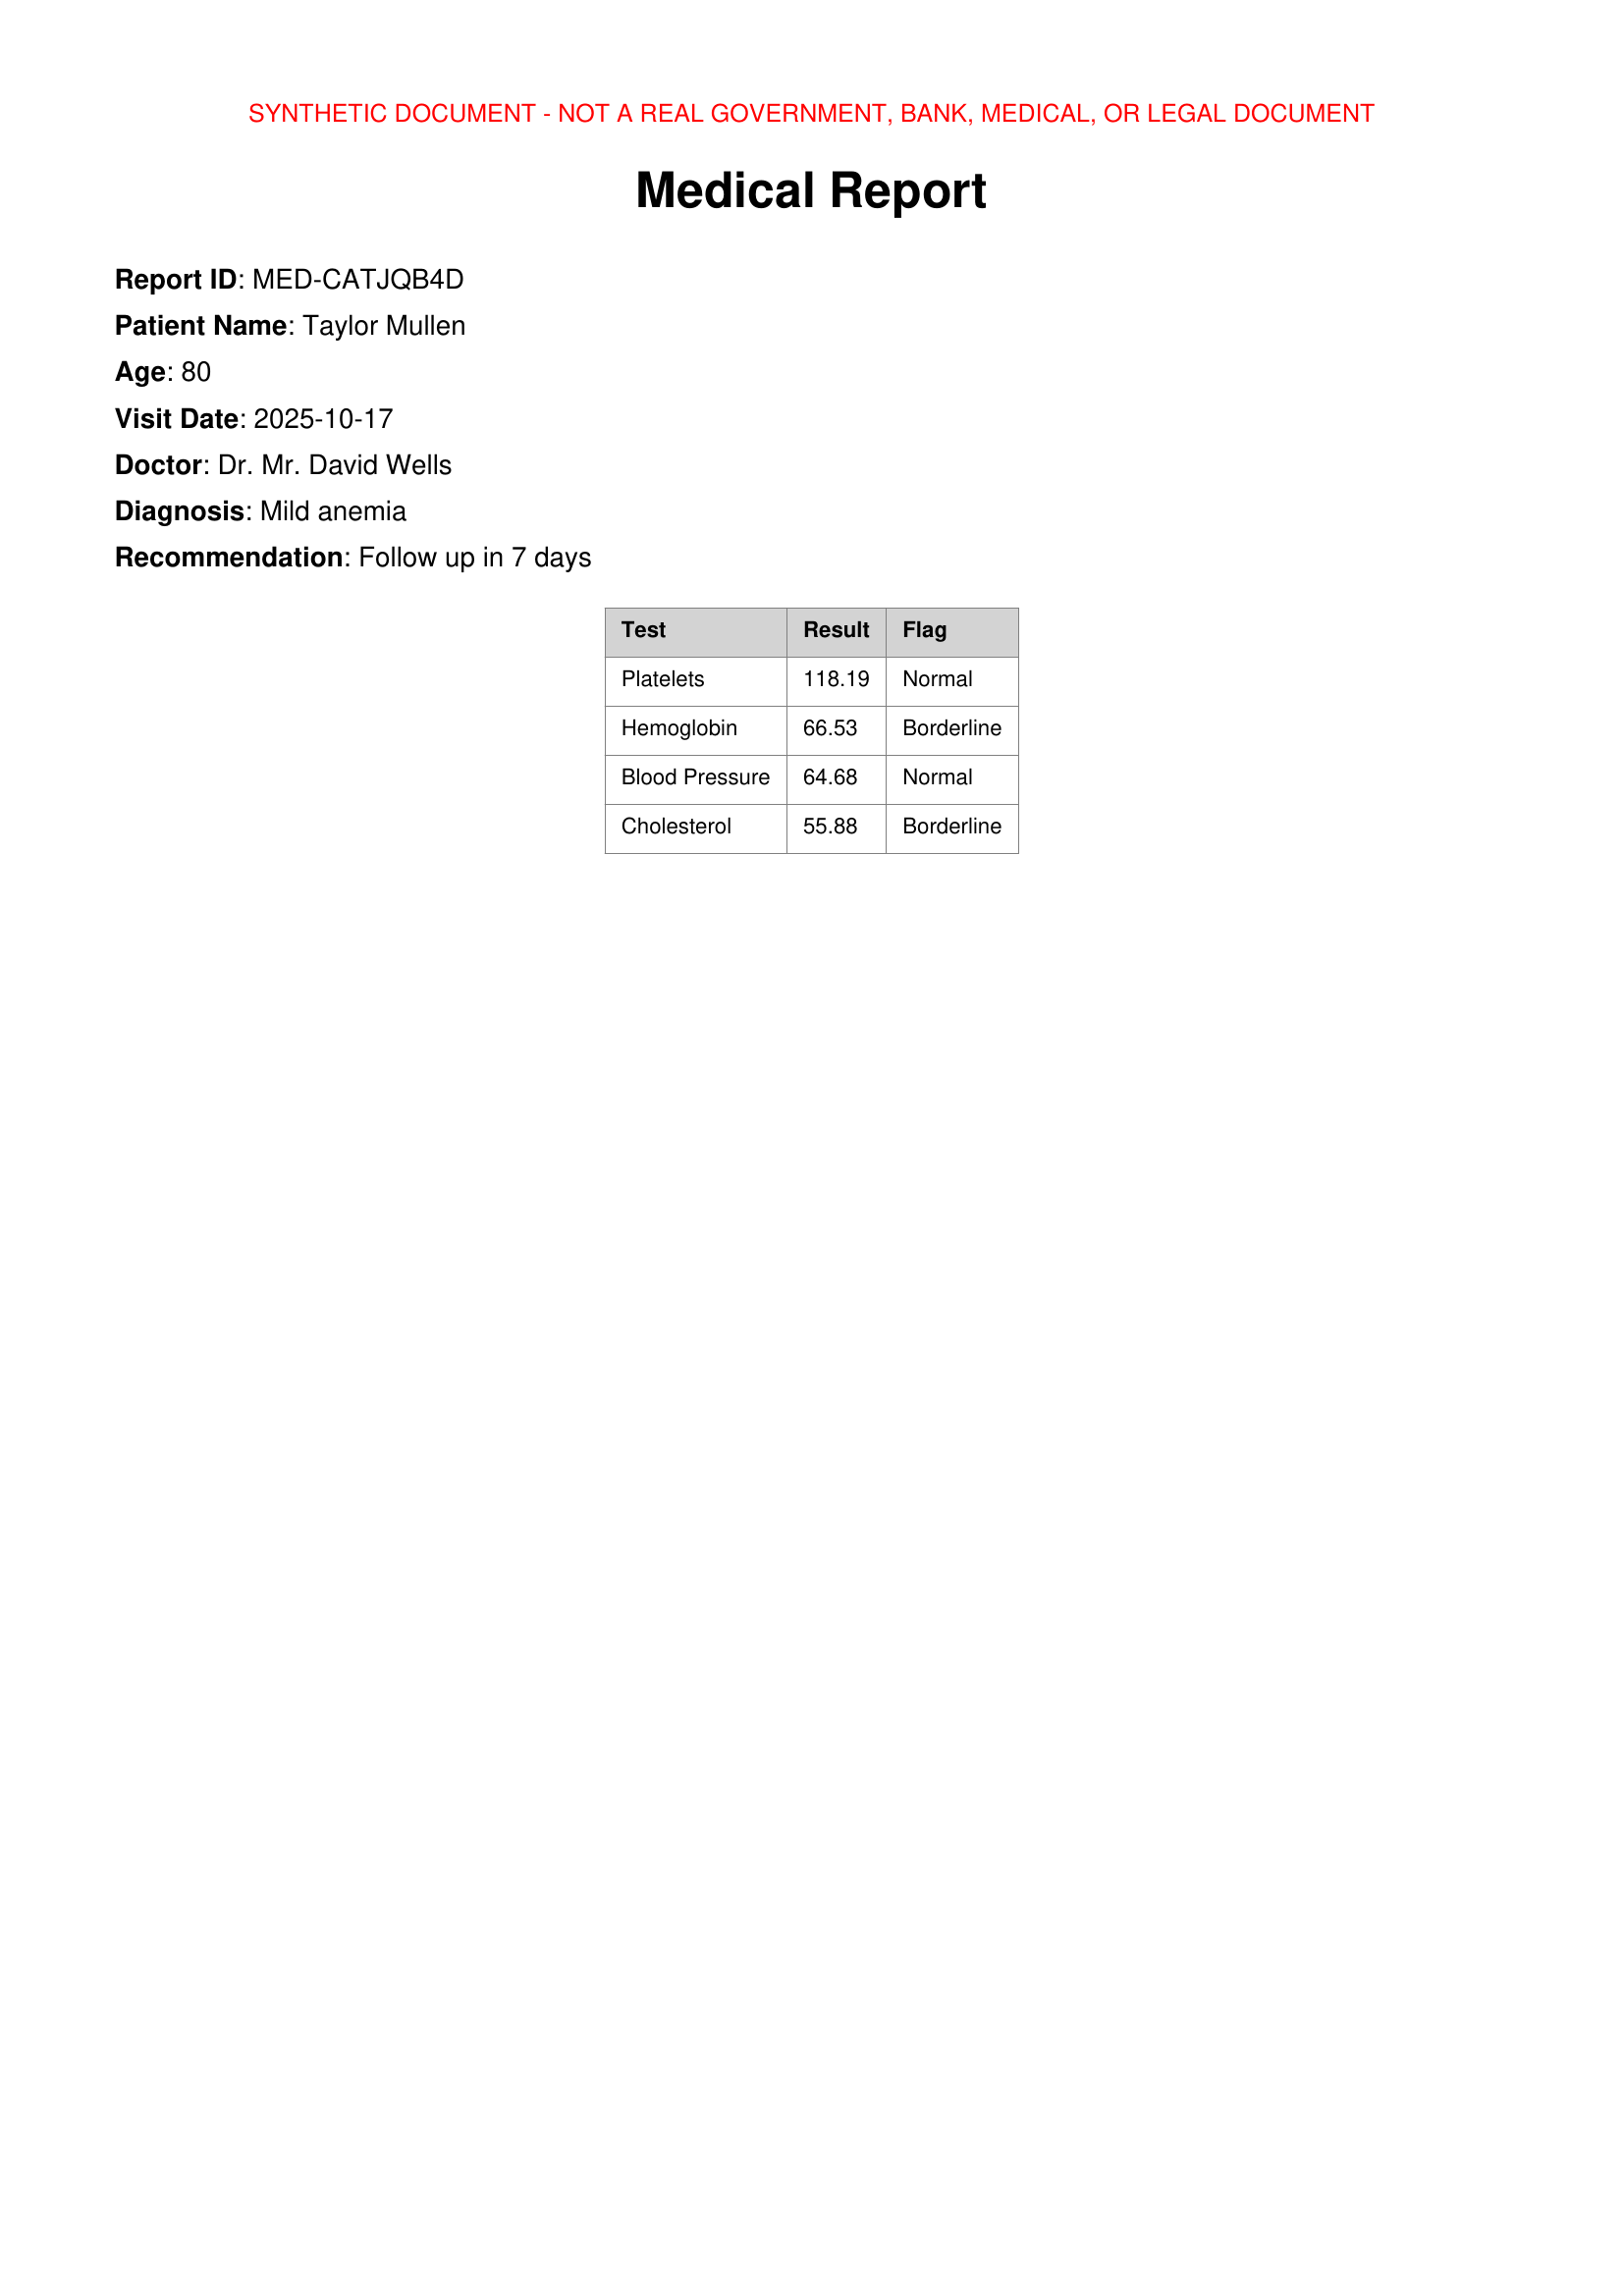 SYNTHETIC DOCUMENT - NOT A REAL GOVERNMENT, BANK, MEDICAL, OR LEGAL DOCUMENT
Medical Report
Report ID: MED-CATJQB4D
Patient Name: Taylor Mullen
Age: 80
Visit Date: 2025-10-17
Doctor: Dr. Mr. David Wells
Diagnosis: Mild anemia
Recommendation: Follow up in 7 days
Test Result Flag
Platelets 118.19 Normal
Hemoglobin 66.53 Borderline
Blood Pressure 64.68 Normal
Cholesterol 55.88 Borderline